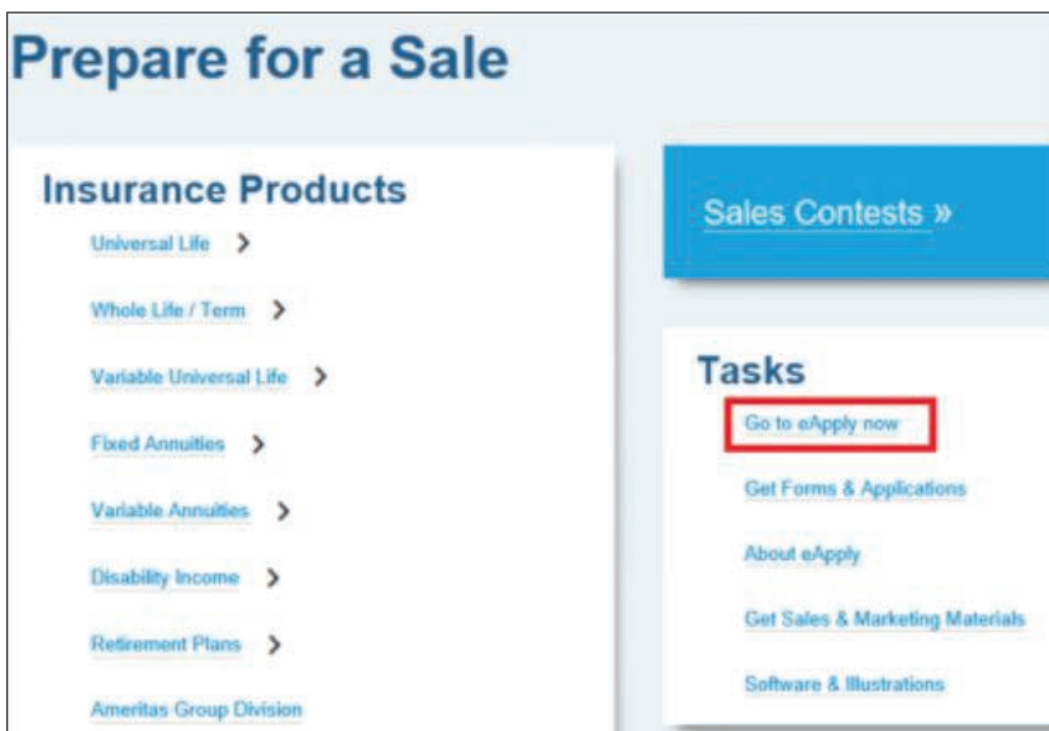 Prepare for a Sale
Insurance Products
Universal Life
Whole Life / Term
Variable Universal Life
Fixed Annuities
Variable Annuities
Disability Income
Retirement Plans
Ameritas Group Division
Sales Contests »
Tasks
Go to eApply now
Get Forms & Applications
About eApply
Get Sales & Marketing Materials
Software & Illustrations